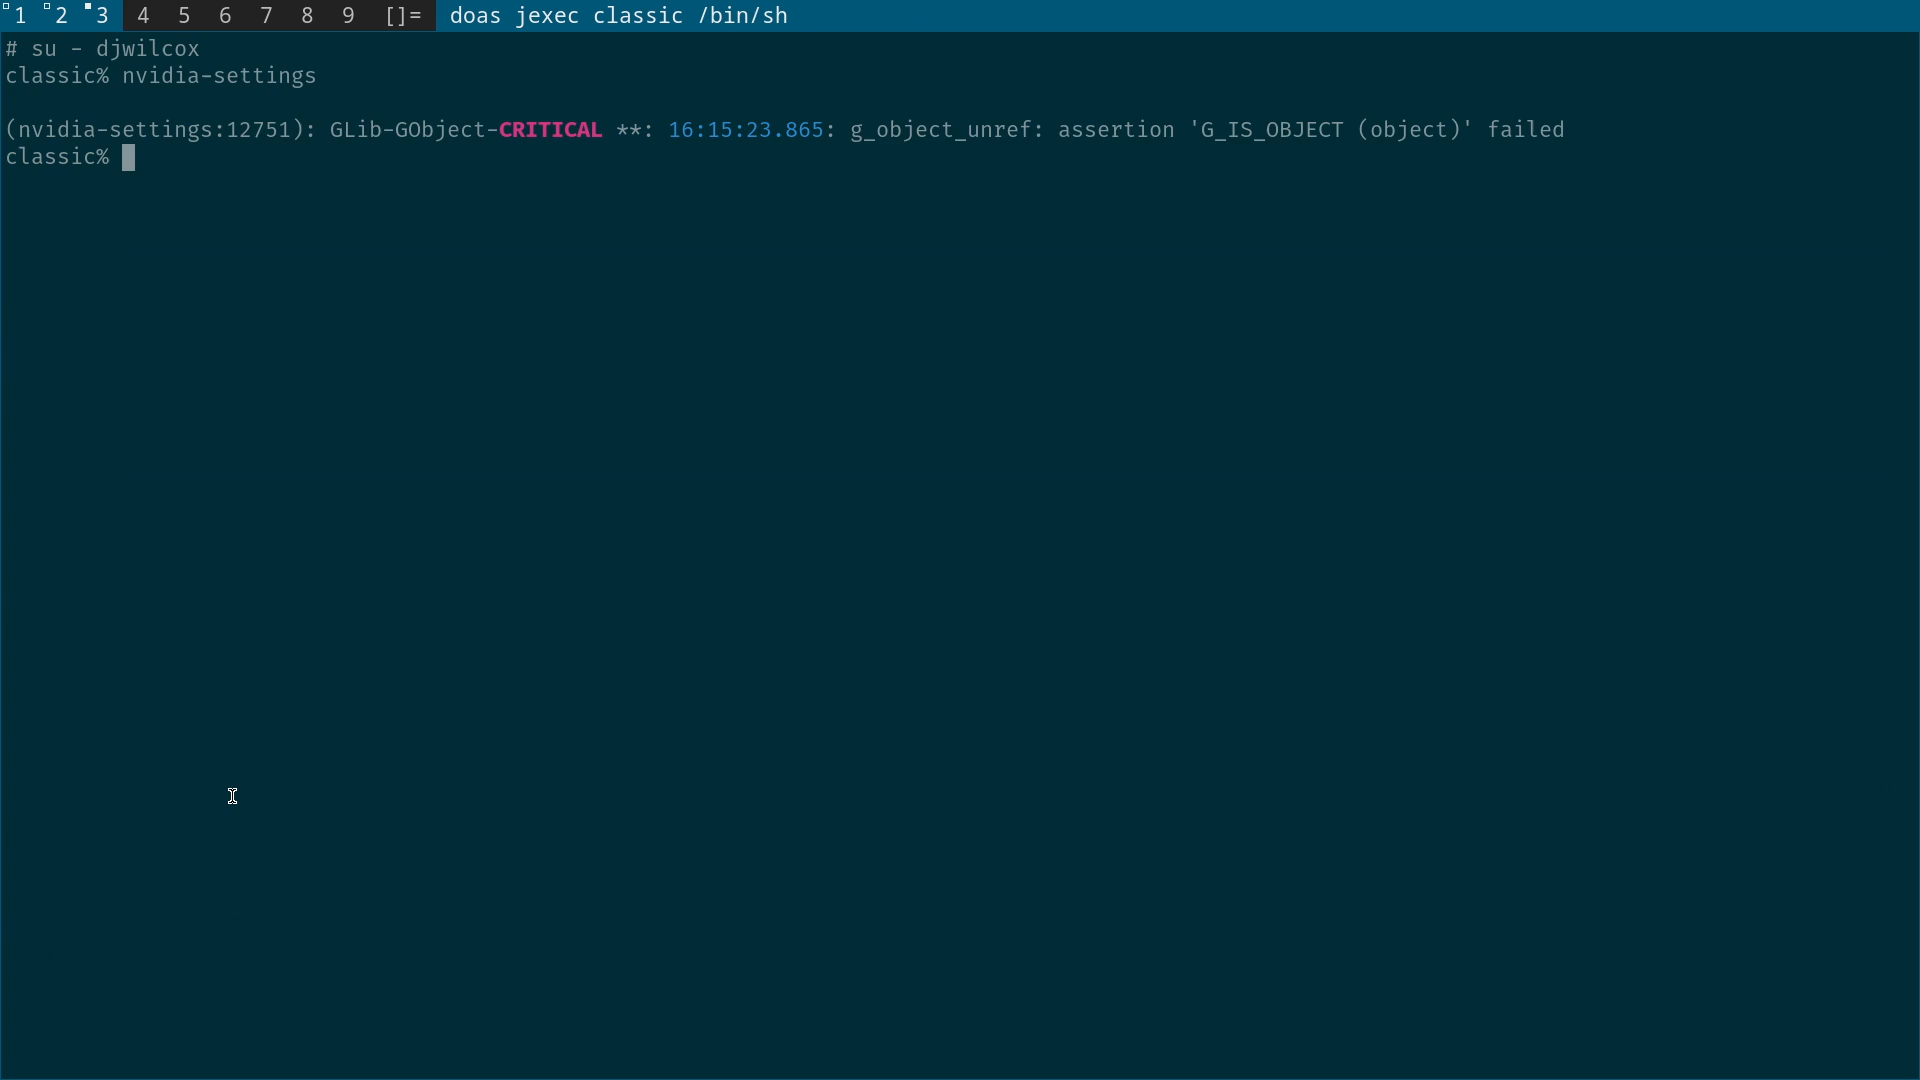 1 2 3 4 5 6 7 8 9 []= doas jexec classic /bin/sh
# su - djwilcox
classic% nvidia-settings
(nvidia-settings:12751): GLib-GObject-CRITICAL **: 16:15:23.865: g_object_unref: assertion 'G_IS_OBJECT (object)' failed
classic%